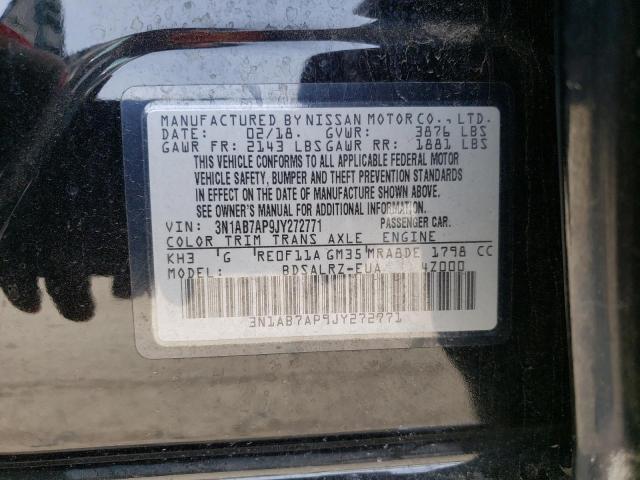 MANUFACTURED BY NISSAN MOTOR CO., LTD.
DATE: 02/18. GVWR: 3876 LBS
GAWR FR: 2143 LBS GAWR RR: 1881 LBS
THIS VEHICLE CONFORMS TO ALL APPLICABLE FEDERAL MOTOR
VEHICLE SAFETY, BUMPER AND THEFT PREVENTION STANDARDS
IN EFFECT ON THE DATE OF MANUFACTURE SHOWN ABOVE.
SEE OWNER'S MANUAL FOR ADDITIONAL INFORMATION.
VIN: 3N1AB7AP9JY272771 PASSENGER CAR.
COLOR TRIM TRANS AXLE ENGINE
KH3 G RE0F11A GM35 MRA8DE 1798 CC
MODEL: BDSALRZ-EUA 4Z000
3N1AB7AP9JY272771